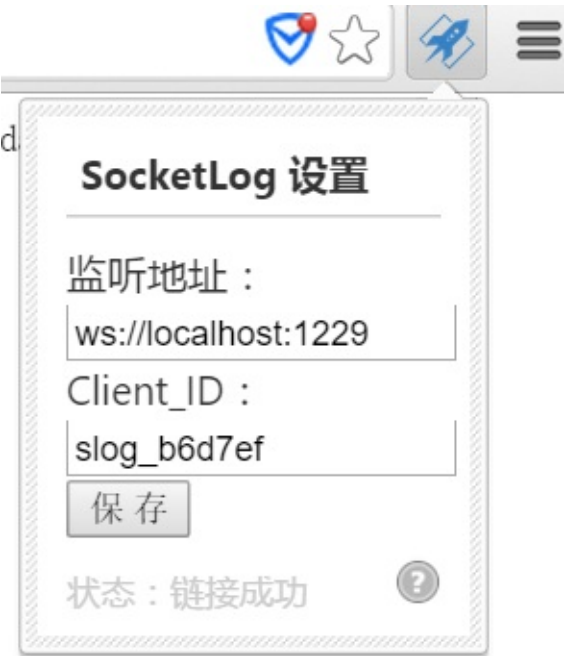 d
SocketLog 设置
监听地址：
ws://localhost:1229
Client_ID：
slog_b6d7ef
保 存
状态：链接成功
?